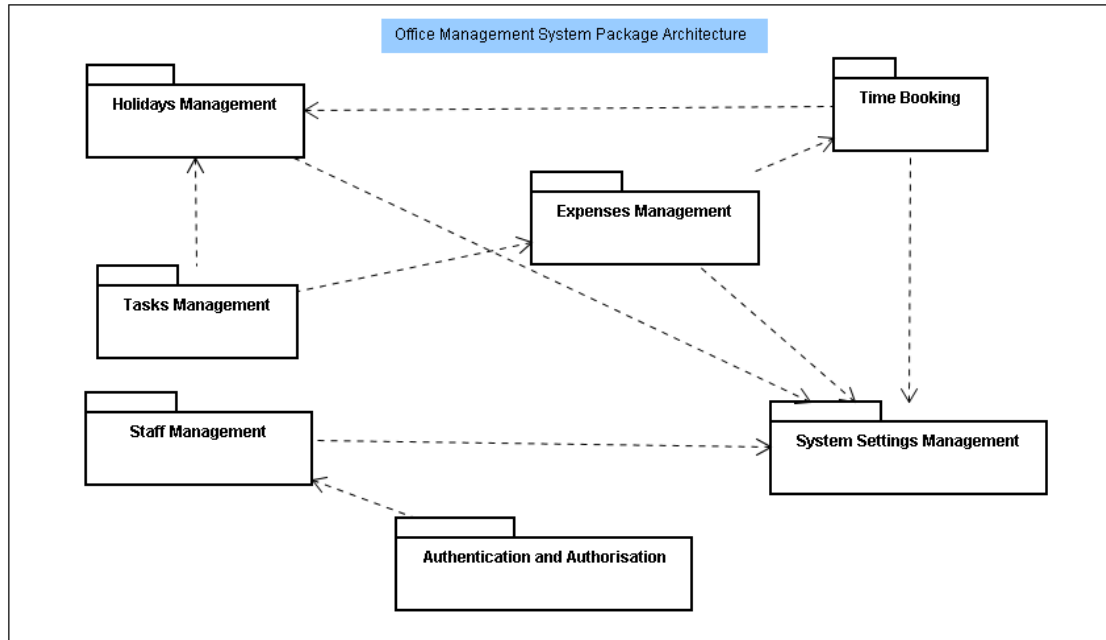 Office Management System Package Architecture
Holidays Management
Time Booking
Expenses Management
Tasks Management
Staff Management
System Settings Management
Authentication and Authorisation